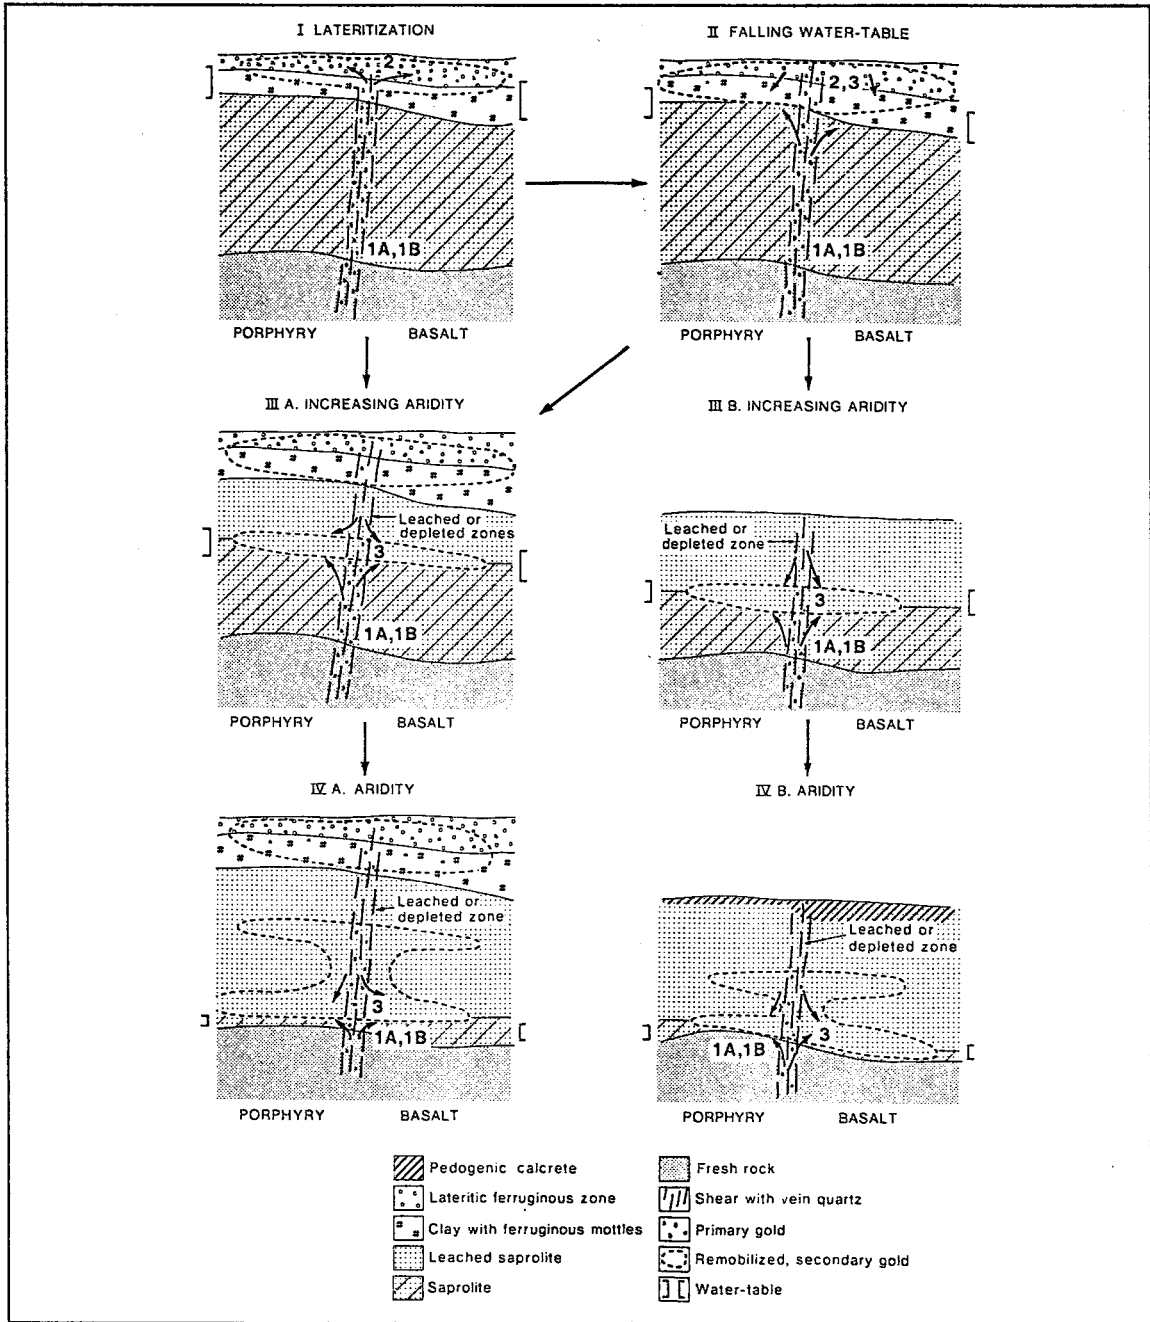 I LATERITIZATION
2
1A,1B
PORPHYRY BASALT
II FALLING WATER-TABLE
2,3
1A,1B
PORPHYRY BASALT
III A. INCREASING ARIDITY
Leached or
depleted zones
3
1A,1B
PORPHYRY BASALT
III B. INCREASING ARIDITY
Leached or
depleted zone
3
1A,1B
PORPHYRY BASALT
IV A. ARIDITY
Leached or
depleted zone
3
1A,1B
PORPHYRY BASALT
IV B. ARIDITY
Leached or
depleted zone
3
1A,1B
PORPHYRY BASALT
Pedogenic calcrete
Lateritic ferruginous zone
Clay with ferruginous mottles
Leached saprolite
Saprolite
Fresh rock
Shear with vein quartz
Primary gold
Remobilized, secondary gold
Water-table